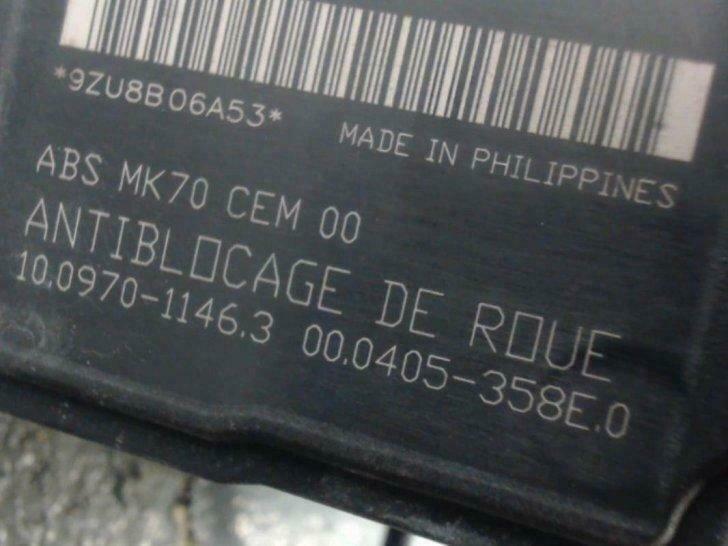 *9ZU8B06A53*
MADE IN PHILIPPINES
ABS MK70 CEM 00
ANTIBLOCAGE DE ROUE
10.0970-1146.3 00.0405-358E.0